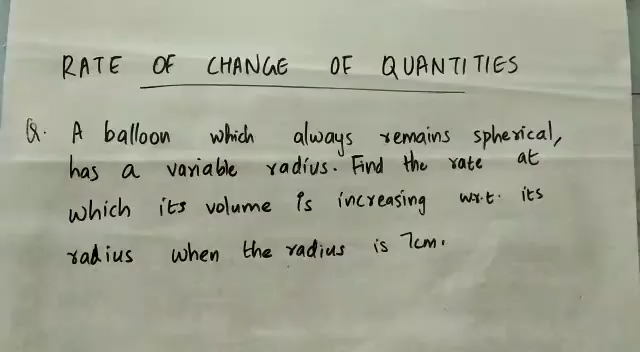 RATE OF CHANGE OF QUANTITIES
Q. A balloon which always remains spherical,
has a variable radius. Find the rate at
which its volume is increasing w.r.t. its
radius when the radius is 7cm.